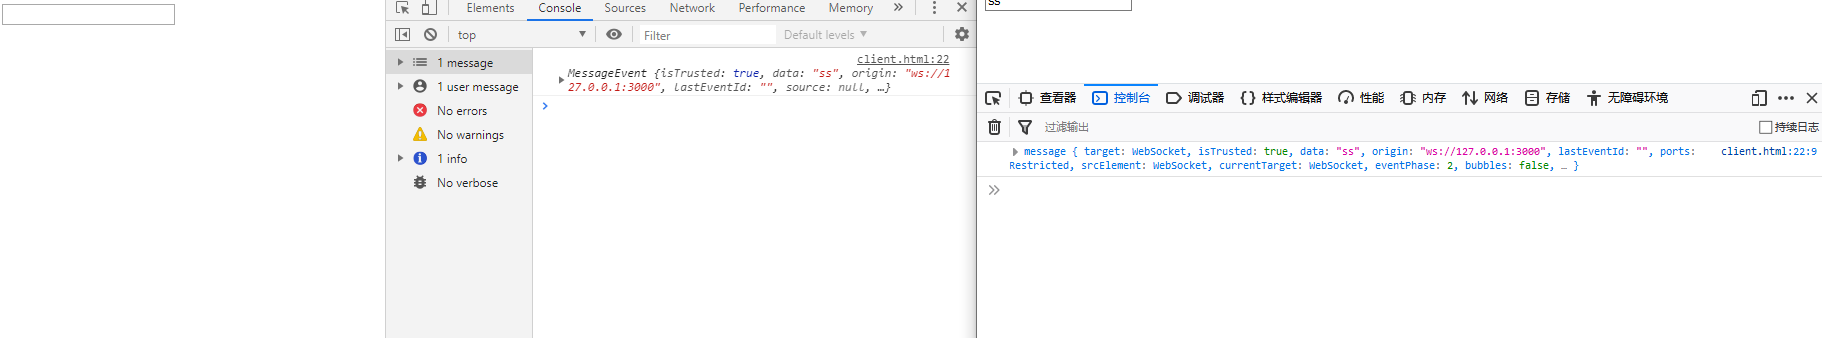 Elements Console Sources Network Performance Memory
top Filter Default levels
1 message
1 user message
No errors
No warnings
1 info
No verbose
client.html:22
MessageEvent {isTrusted: true, data: "ss", origin: "ws://1
27.0.0.1:3000", lastEventId: "", source: null, …}
ss
查看器 控制台 调试器 样式编辑器 性能 内存 网络 存储 无障碍环境
过滤输出 持续日志
message { target: WebSocket, isTrusted: true, data: "ss", origin: "ws://127.0.0.1:3000", lastEventId: "", ports: client.html:22:9
Restricted, srcElement: WebSocket, currentTarget: WebSocket, eventPhase: 2, bubbles: false, … }